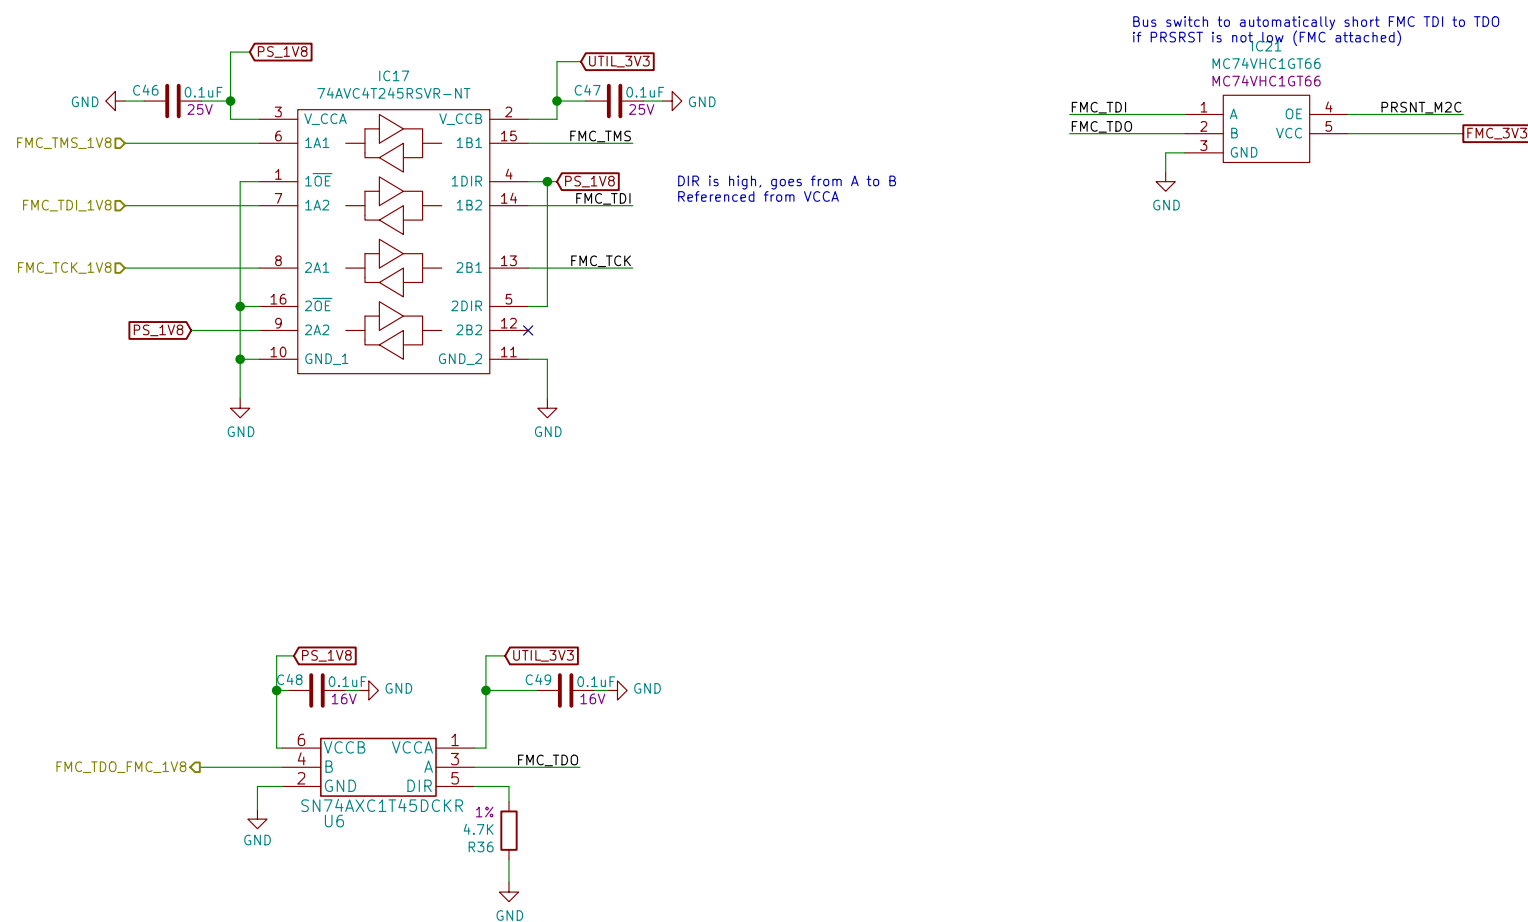 Bus switch to automatically short FMC TDI to TDO
if PRSRST is not low (FMC attached)
IC21
MC74VHC1GT66
MC74VHC1GT66
FMC_TDI 1 A OE 4 PRSNT_M2C
FMC_TDO 2 B VCC 5 FMC_3V3
3 GND
GND
PS_1V8
UTIL_3V3
IC17
74AVC4T245RSVR-NT
GND C46 0.1uF
25V
C47 0.1uF GND
25V
3 V_CCA V_CCB 2
FMC_TMS_1V8 6 1A1 1B1 15 FMC_TMS
1 1OE 1DIR 4 PS_1V8
FMC_TDI_1V8 7 1A2 1B2 14 FMC_TDI
DIR is high, goes from A to B
Referenced from VCCA
FMC_TCK_1V8 8 2A1 2B1 13 FMC_TCK
16 2OE 2DIR 5
PS_1V8 9 2A2 2B2 12
10 GND_1 GND_2 11
GND
GND
PS_1V8
UTIL_3V3
C48 0.1uF GND
16V
C49 0.1uF GND
16V
6 VCCB VCCA 1
FMC_TDO_FMC_1V8 4 B A 3 FMC_TDO
2 GND DIR 5
SN74AXC1T45DCKR
U6
GND
1%
4.7K
R36
GND